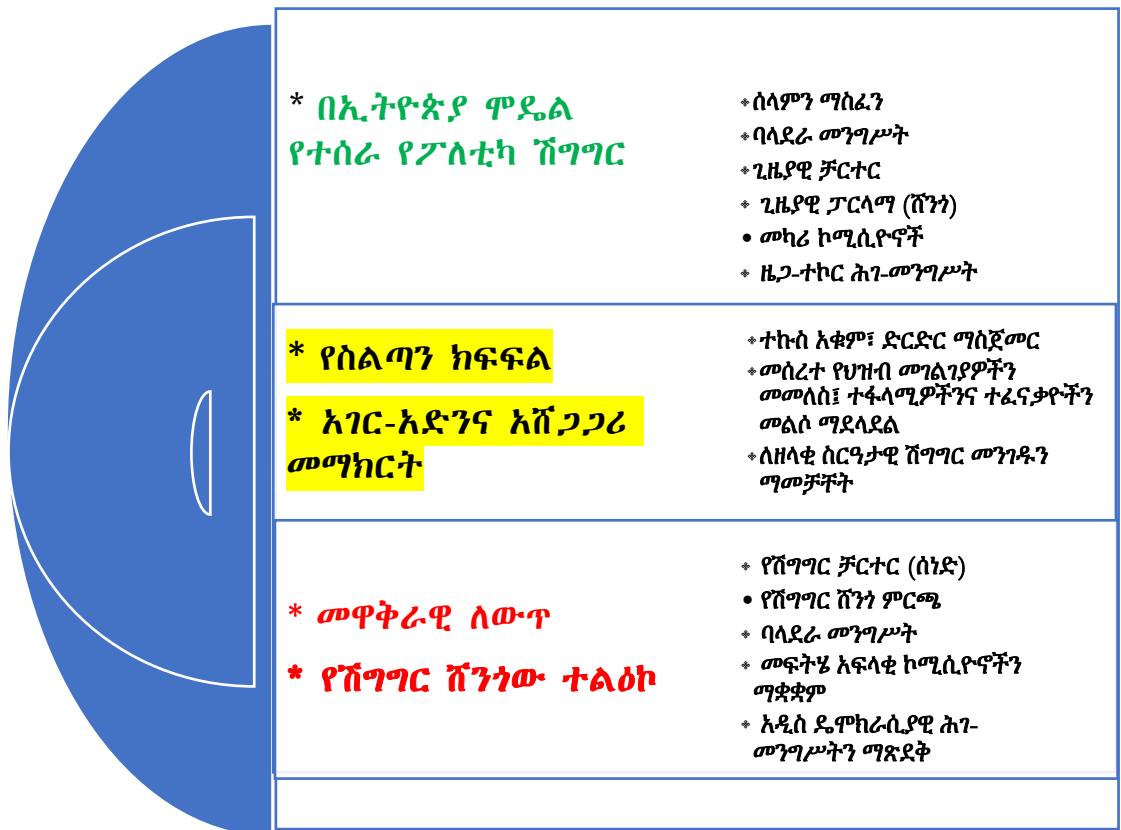 * በኢትዮጵያ ሞዴል
የተሰራ የፖለቲካ ሽግግር
ሰላምን ማስፈን
ባላደራ መንግሥት
ጊዜያዊ ቻርተር
ጊዜያዊ ፓርላማ (ሸንጎ)
• መካሪ ኮሚሲዮኖች
ዜጋ-ተኮር ሕገ-መንግሥት
* የስልጣን ክፍፍል
* አገር-አድንና አሸጋጋሪ
መማክርት
ተኩስ አቁም፣ ድርድር ማስጀመር
መሰረተ የህዝብ መገልገያዎችን
መመለስ፤ ተፋላሚዎችንና ተፈናቃዮችን
መልሶ ማደላደል
ለዘላቂ ስርዓታዊ ሽግግር መንገዱን
ማመቻቸት
* መዋቅራዊ ለውጥ
* የሽግግር ሸንጎው ተልዕኮ
የሽግግር ቻርተር (ሰነድ)
• የሽግግር ሸንጎ ምርጫ
ባላደራ መንግሥት
መፍትሄ አፍላቂ ኮሚሲዮኖችን
ማቋቋም
አዲስ ዴሞክራሲያዊ ሕገ-
መንግሥትን ማጽደቅ